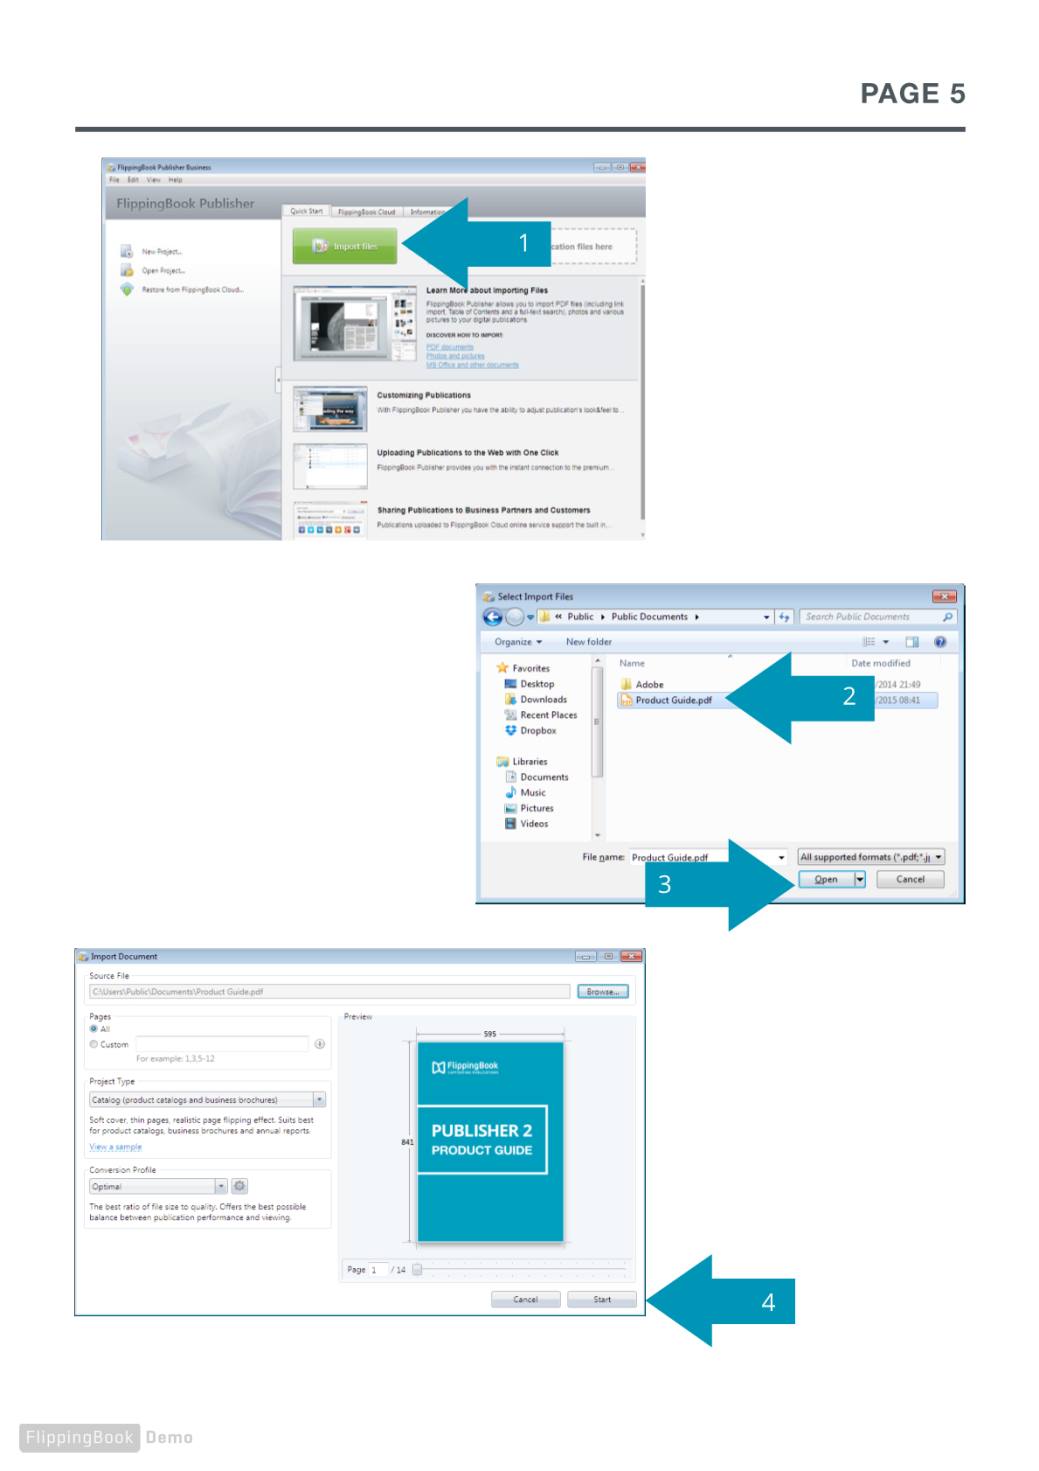 PAGE 5
FlippingBook Publisher Business
File Edit View Help
FlippingBook Publisher
Quick Start FlippingBook Cloud Information
New Project...
Open Project...
Restore from FlippingBook Cloud...
Import files
1
cation files here
Learn More about Importing Files
FlippingBook Publisher allows you to import PDF files (including link
import, Table of Contents and a full-text search), photos and various
pictures to your digital publications
DISCOVER HOW TO IMPORT:
PDF documents
Photos and pictures
MS Office and other documents
Customizing Publications
With FlippingBook Publisher you have the ability to adjust publication's look&feel to...
Uploading Publications to the Web with One Click
FlippingBook Publisher provides you with the instant connection to the premium...
Sharing Publications to Business Partners and Customers
Publications uploaded to FlippingBook Cloud online service support the built in...
Select Import Files
« Public Public Documents
Search Public Documents
Organize New folder
Favorites
Desktop
Downloads
Recent Places
Dropbox
Libraries
Documents
Music
Pictures
Videos
Name Date modified
Adobe /2014 21:49
Product Guide.pdf /2015 08:41
2
File name: Product Guide.pdf
All supported formats (*.pdf;*.j
3
Open Cancel
Import Document
Source File
C:\Users\Public\Documents\Product Guide.pdf
Browse...
Pages
All
Custom
For example: 1,3,5-12
Project Type
Catalog (product catalogs and business brochures)
Soft cover, thin pages, realistic page flipping effect. Suits best
for product catalogs, business brochures and annual reports.
View a sample
Conversion Profile
Optimal
The best ratio of file size to quality. Offers the best possible
balance between publication performance and viewing.
Preview
595
841
FlippingBook
PUBLISHER 2
PRODUCT GUIDE
Page 1 / 14
Cancel Start
4
FlippingBook Demo